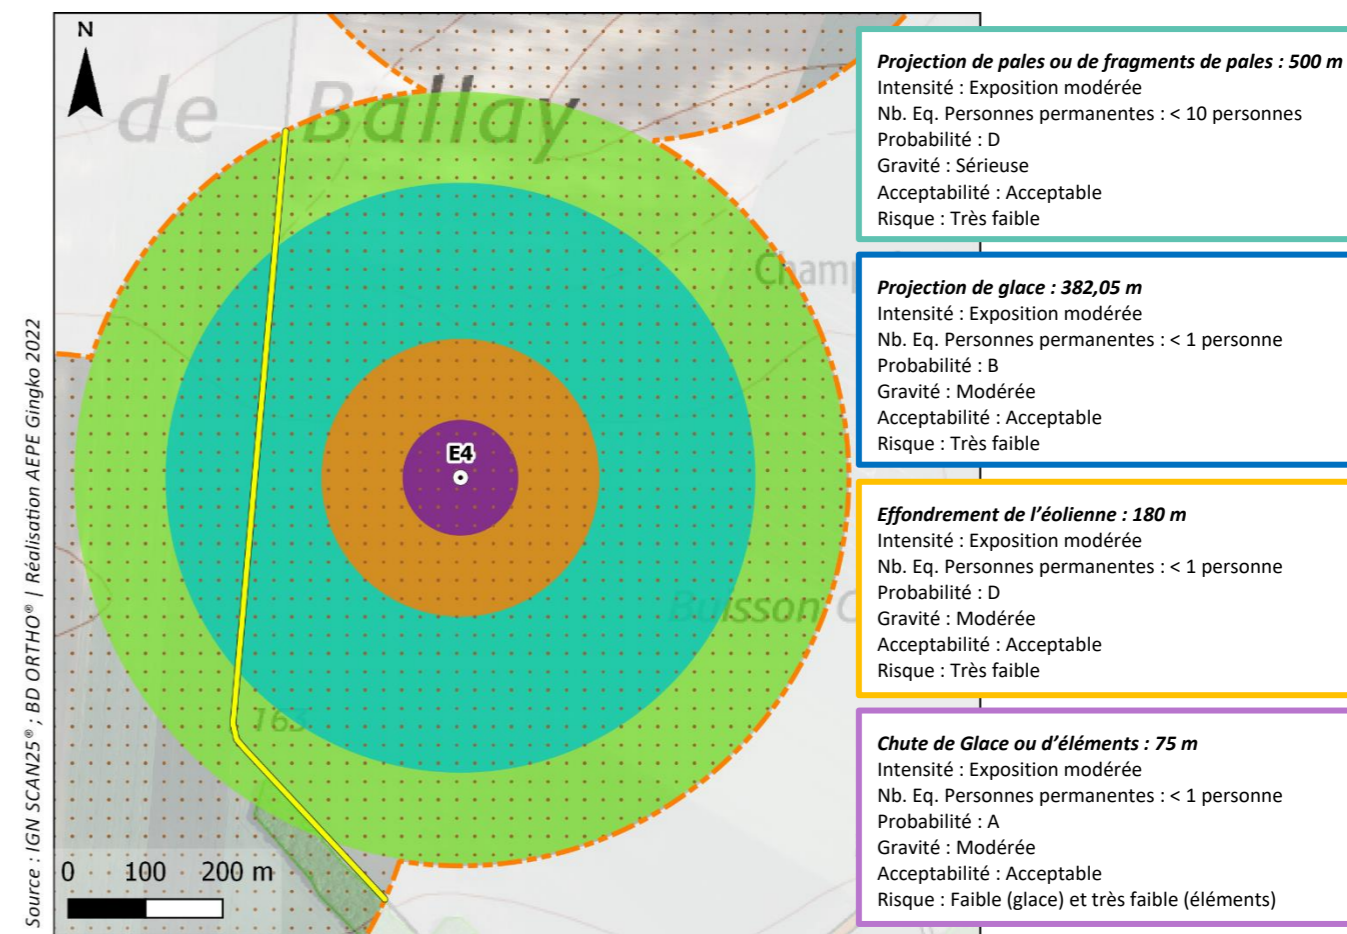 N
de Ballay
Projection de pales ou de fragments de pales : 500 m
Intensité : Exposition modérée
Nb. Eq. Personnes permanentes : < 10 personnes
Probabilité : D
Gravité : Sérieuse
Acceptabilité : Acceptable
Risque : Très faible
Champ
Projection de glace : 382,05 m
Intensité : Exposition modérée
Nb. Eq. Personnes permanentes : < 1 personne
Probabilité : B
Gravité : Modérée
Acceptabilité : Acceptable
Risque : Très faible
E4
Effondrement de l’éolienne : 180 m
Intensité : Exposition modérée
Nb. Eq. Personnes permanentes : < 1 personne
Probabilité : D
Gravité : Modérée
Acceptabilité : Acceptable
Risque : Très faible
Buisson C
163
Chute de Glace ou d’éléments : 75 m
Intensité : Exposition modérée
Nb. Eq. Personnes permanentes : < 1 personne
Probabilité : A
Gravité : Modérée
Acceptabilité : Acceptable
Risque : Faible (glace) et très faible (éléments)
0 100 200 m
Source : IGN SCAN25® ; BD ORTHO® | Réalisation AEPE Gingko 2022